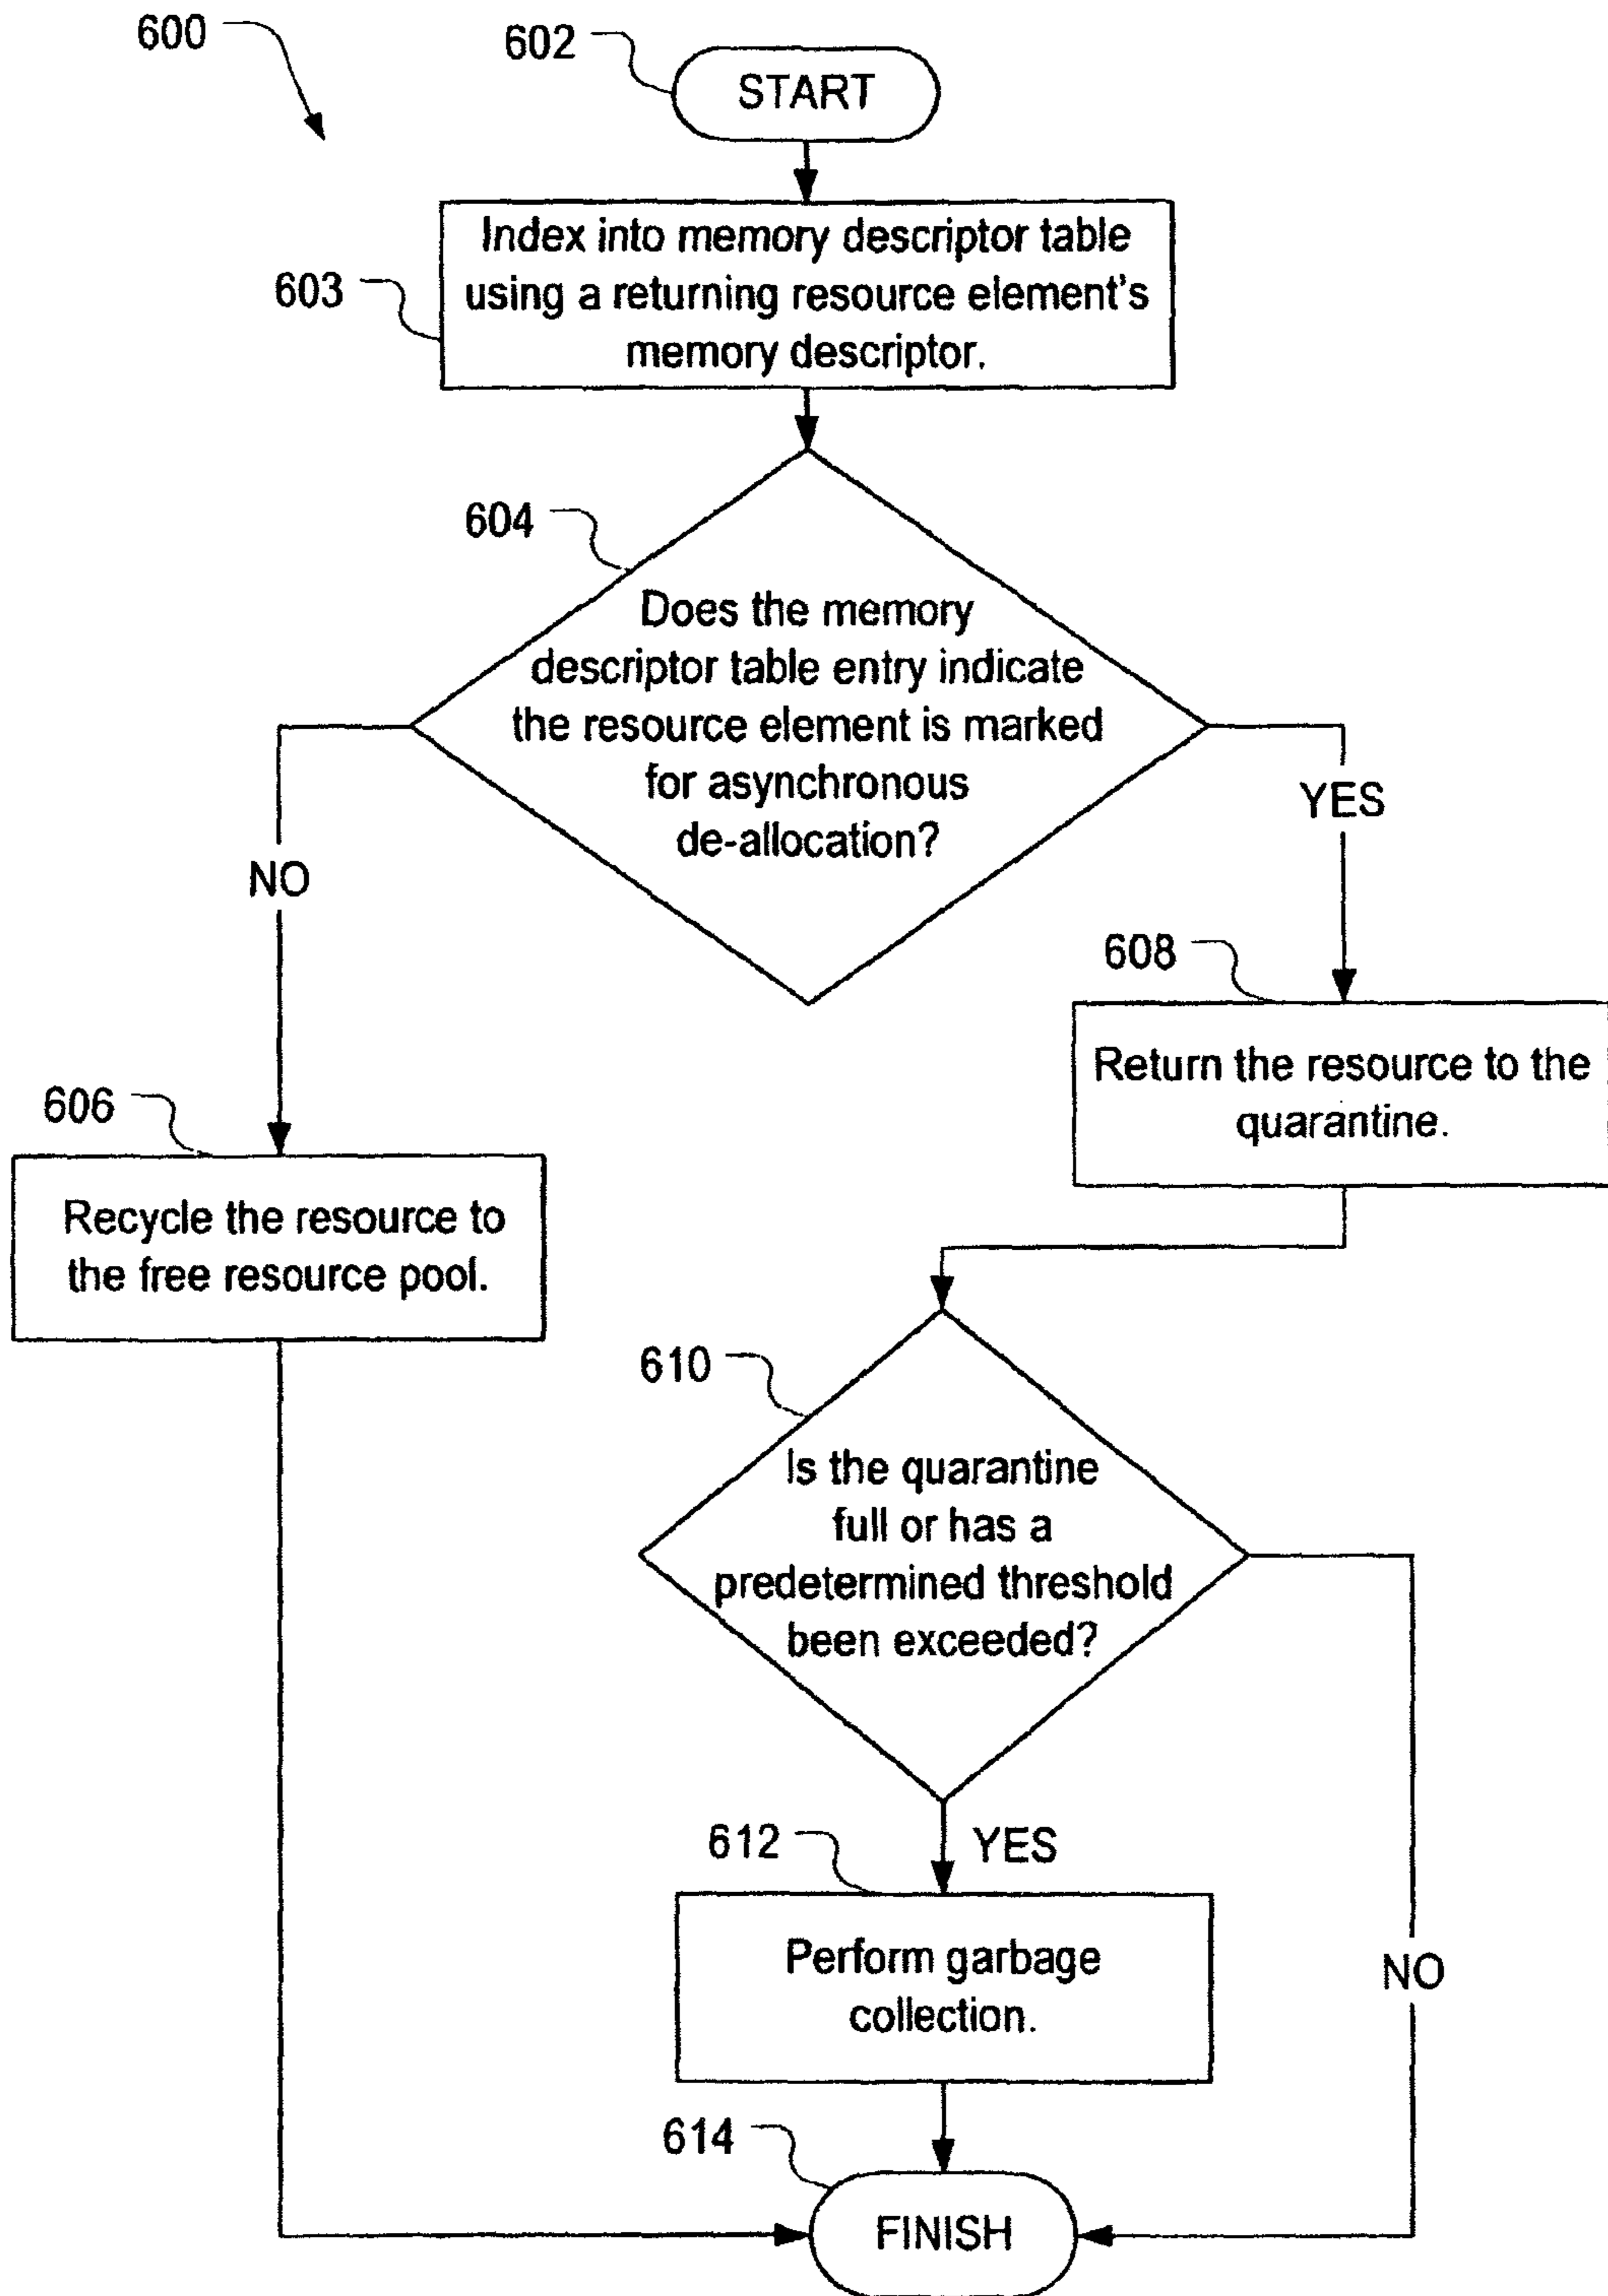 600
602
START
603
Index into memory descriptor table
using a returning resource element's
memory descriptor.
604
Does the memory
descriptor table entry indicate
the resource element is marked
for asynchronous
de-allocation?
YES
NO
608
Return the resource to the
quarantine.
606
Recycle the resource to
the free resource pool.
610
Is the quarantine
full or has a
predetermined threshold
been exceeded?
612
YES
Perform garbage
collection.
NO
614
FINISH